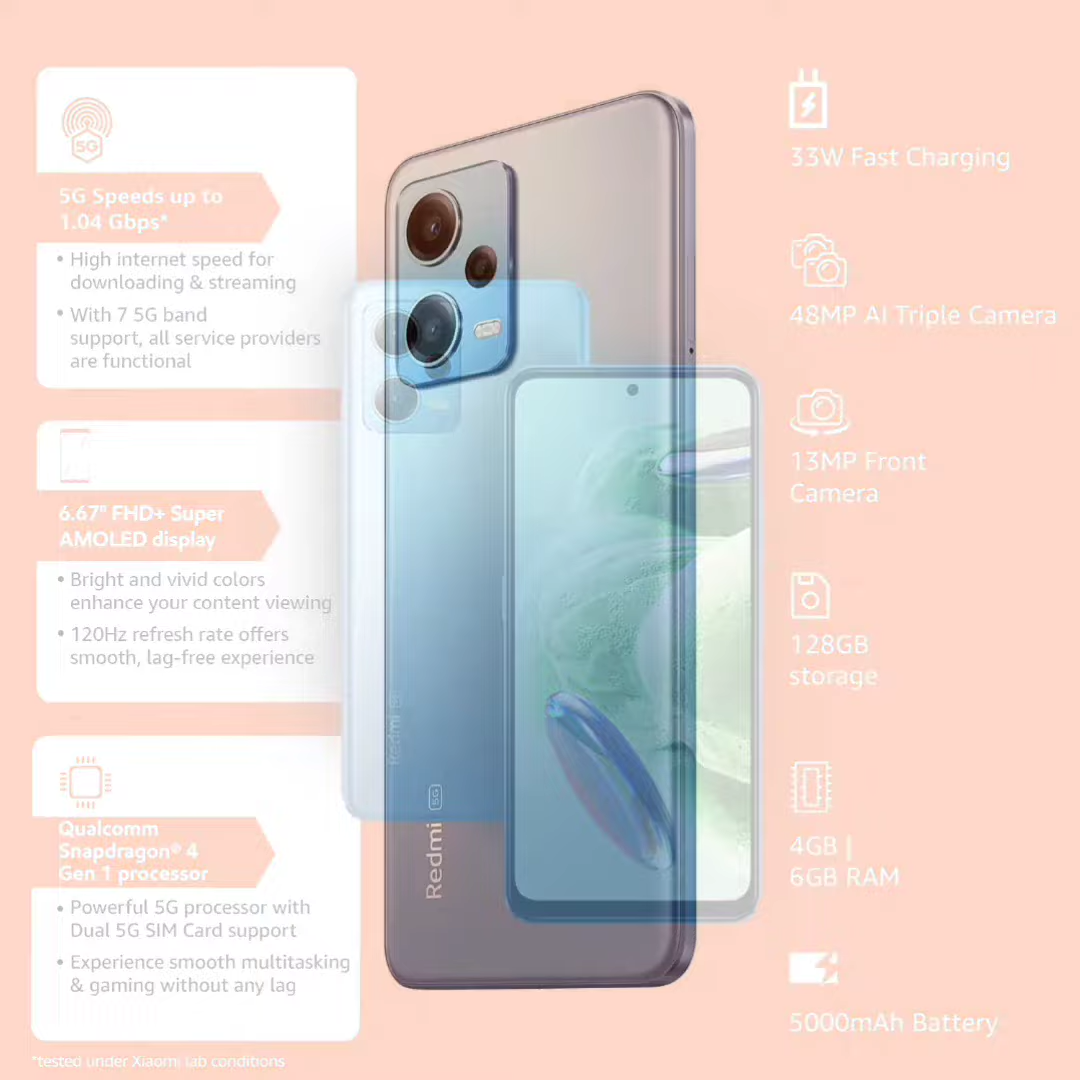 5G
5G Speeds up to
1.04 Gbps*
• High internet speed for
downloading & streaming
• With 7 5G band
support, all service providers
are functional
6.67" FHD+ Super
AMOLED display
• Bright and vivid colors
enhance your content viewing
• 120Hz refresh rate offers
smooth, lag-free experience
Qualcomm
Snapdragon® 4
Gen 1 processor
• Powerful 5G processor with
Dual 5G SIM Card support
• Experience smooth multitasking
& gaming without any lag
*tested under Xiaomi lab conditions
Redmi 5G
Redmi 5G
33W Fast Charging
48MP AI Triple Camera
13MP Front
Camera
128GB
storage
4GB |
6GB RAM
5000mAh Battery